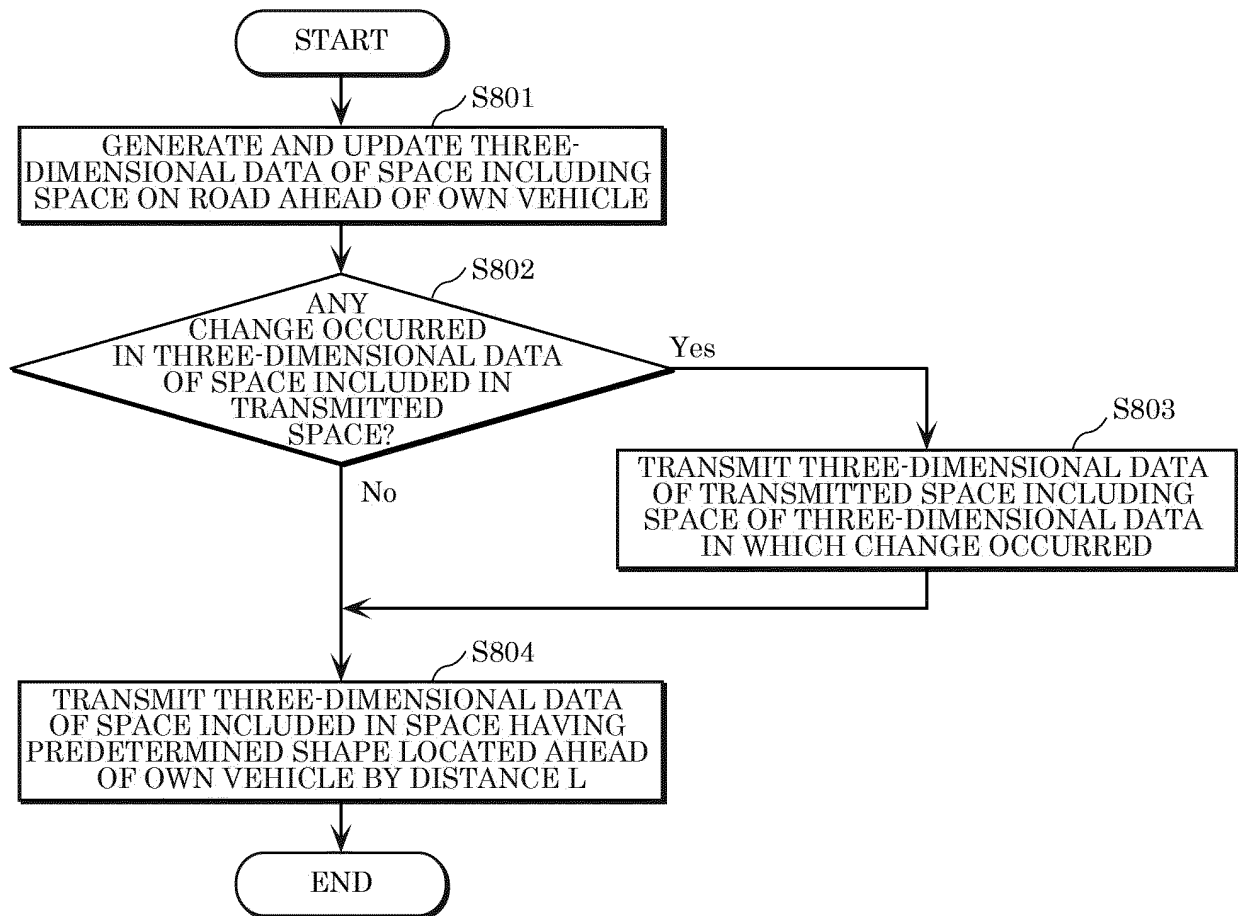 START
S801
GENERATE AND UPDATE THREE-
DIMENSIONAL DATA OF SPACE INCLUDING
SPACE ON ROAD AHEAD OF OWN VEHICLE
S802
ANY
CHANGE OCCURRED
IN THREE-DIMENSIONAL DATA
OF SPACE INCLUDED IN
TRANSMITTED
SPACE?
Yes
No
S803
TRANSMIT THREE-DIMENSIONAL DATA
OF TRANSMITTED SPACE INCLUDING
SPACE OF THREE-DIMENSIONAL DATA
IN WHICH CHANGE OCCURRED
S804
TRANSMIT THREE-DIMENSIONAL DATA
OF SPACE INCLUDED IN SPACE HAVING
PREDETERMINED SHAPE LOCATED AHEAD
OF OWN VEHICLE BY DISTANCE L
END